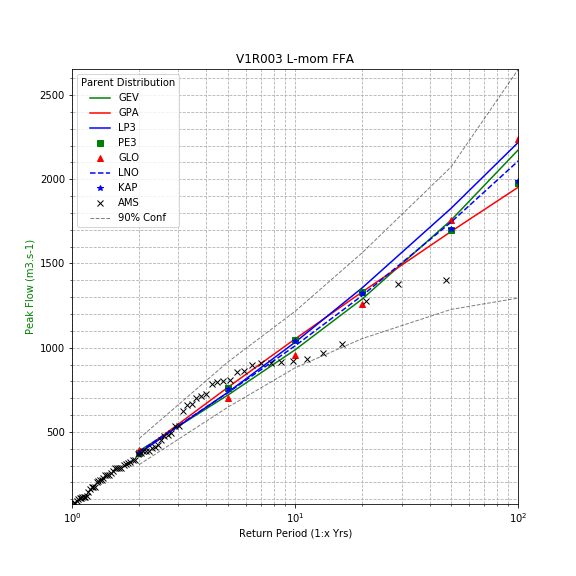 V1R003 L-mom FFA
Parent Distribution
GEV
GPA
LP3
PE3
GLO
LNO
KAP
AMS
90% Conf
2500
2000
1500
1000
500
Peak Flow (m3.s-1)
10⁰
10¹
10²
Return Period (1:x Yrs)